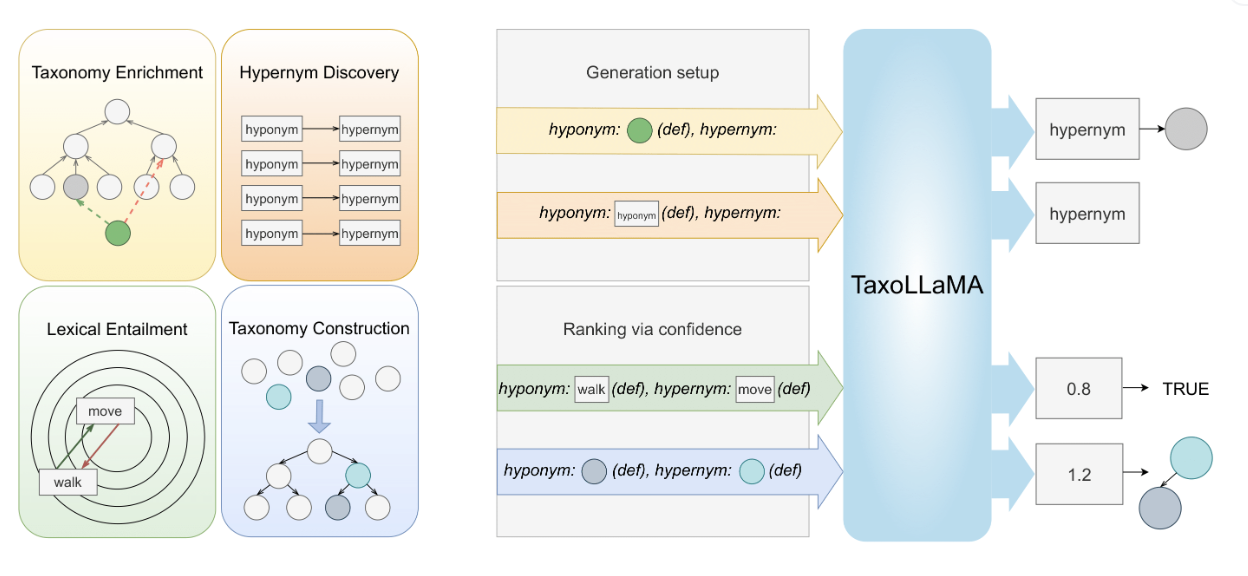 Taxonomy Enrichment
Hypernym Discovery
hyponym
hypernym
hyponym
hypernym
hyponym
hypernym
hyponym
hypernym
Lexical Entailment
move
walk
Taxonomy Construction
Generation setup
hyponym: (def), hypernym:
hyponym: hyponym (def), hypernym:
Ranking via confidence
hyponym: walk (def), hypernym: move (def)
hyponym: (def), hypernym: (def)
TaxoLLaMA
hypernym
hypernym
0.8
TRUE
1.2